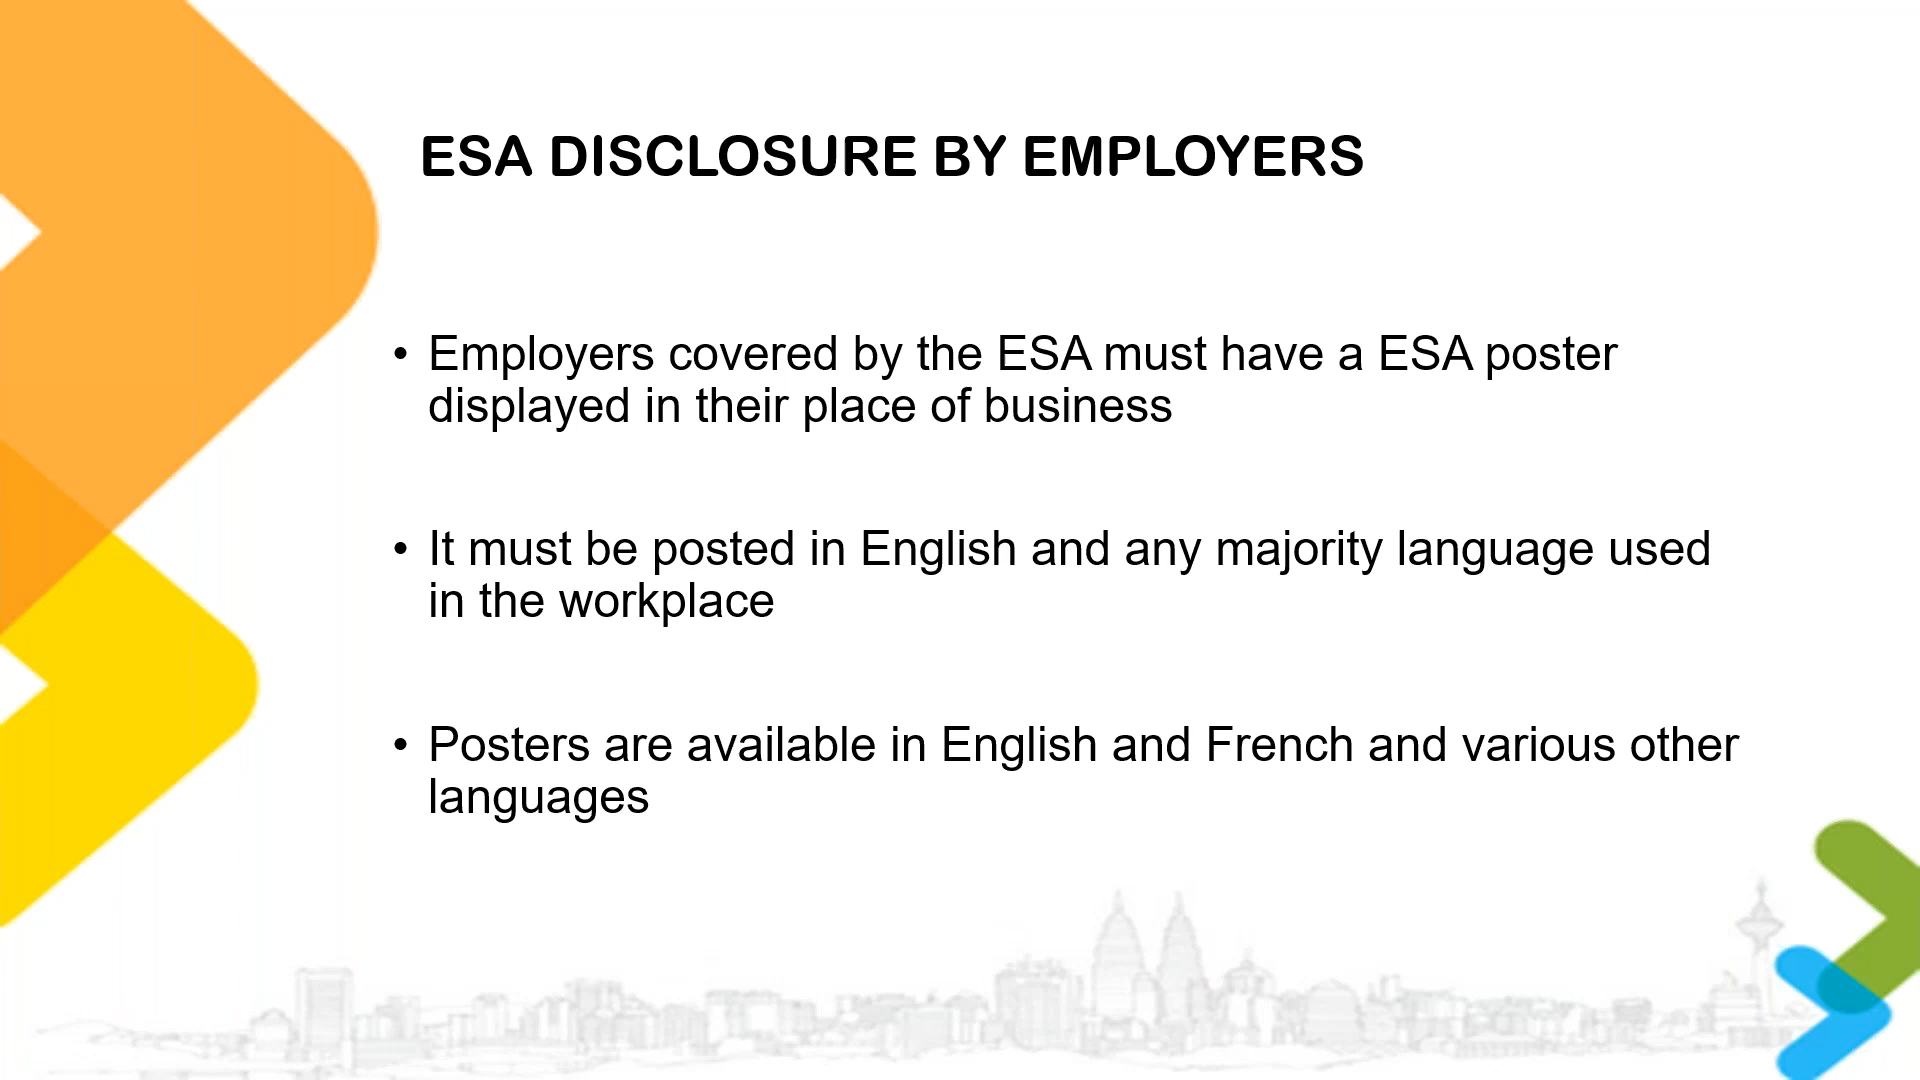 ESA DISCLOSURE BY EMPLOYERS
• Employers covered by the ESA must have a ESA poster
displayed in their place of business
• It must be posted in English and any majority language used
in the workplace
• Posters are available in English and French and various other
languages